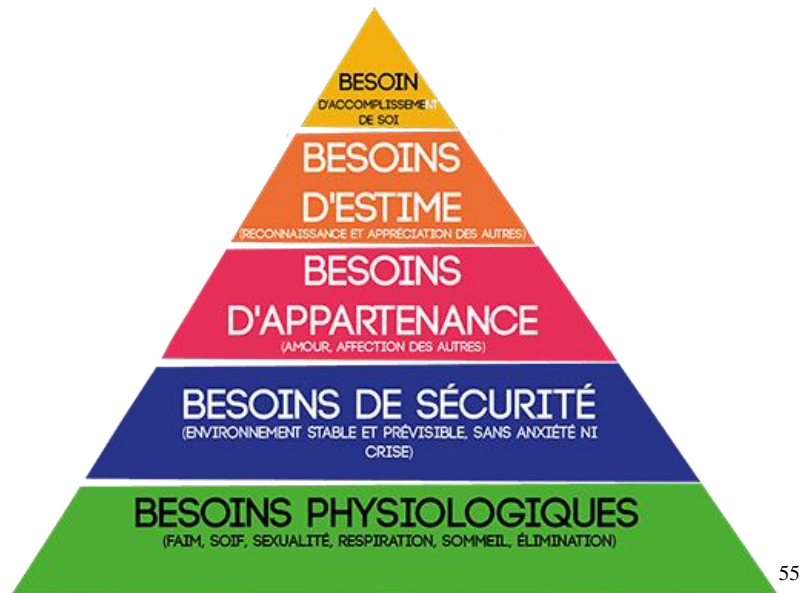 BESOIN
D'ACCOMPLISSEMENT
DE SOI
BESOINS
D'ESTIME
(RECONNAISSANCE ET APPRÉCIATION DES AUTRES)
BESOINS
D'APPARTENANCE
(AMOUR, AFFECTION DES AUTRES)
BESOINS DE SÉCURITÉ
(ENVIRONNEMENT STABLE ET PRÉVISIBLE, SANS ANXIÉTÉ NI
CRISE)
BESOINS PHYSIOLOGIQUES
(FAIM, SOIF, SEXUALITÉ, RESPIRATION, SOMMEIL, ÉLIMINATION)
55